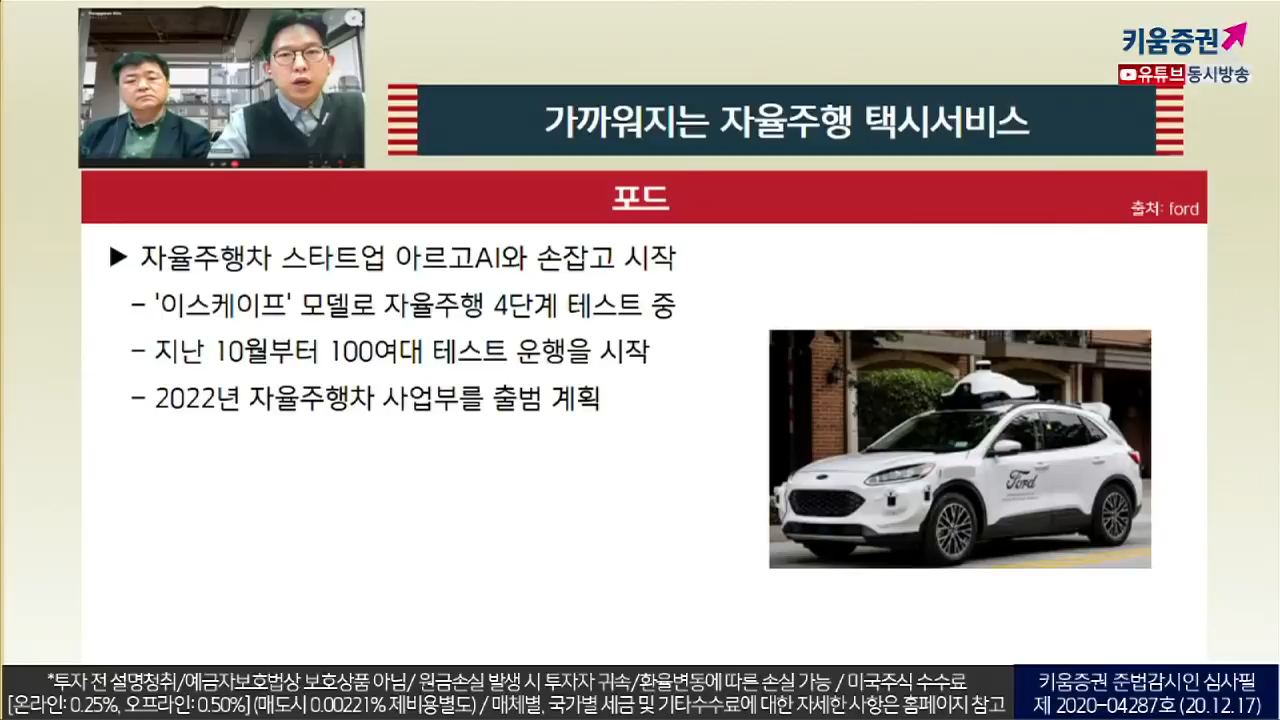 키움증권
유튜브 동시방송
가까워지는 자율주행 택시서비스
포드
출처: ford
▶ 자율주행차 스타트업 아르고AI와 손잡고 시작
- '이스케이프' 모델로 자율주행 4단계 테스트 중
- 지난 10월부터 100여대 테스트 운행을 시작
- 2022년 자율주행차 사업부를 출범 계획
Ford
*투자 전 설명청취/예금자보호법상 보호상품 아님/ 원금손실 발생 시 투자자 귀속/환율변동에 따른 손실 가능 / 미국주식 수수료
[온라인: 0.25%, 오프라인: 0.50%] (매도시 0.00221% 제비용별도) / 매체별, 국가별 세금 및 기타수수료에 대한 자세한 사항은 홈페이지 참고
키움증권 준법감시인 심사필
제 2020-04287호 (20.12.17)